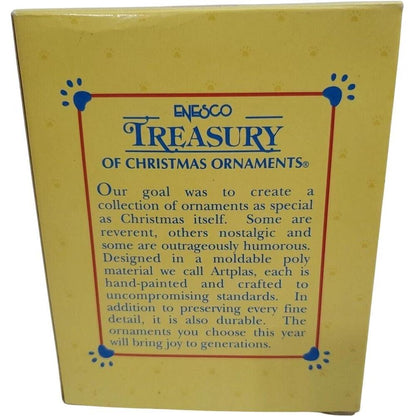 ENESCO
TREASURY
OF CHRISTMAS ORNAMENTS®
Our goal was to create a
collection of ornaments as special
as Christmas itself. Some are
reverent, others nostalgic and
some are outrageously humorous.
Designed in a moldable poly
material we call Artplas, each is
hand-painted and crafted to
uncompromising standards. In
addition to preserving every fine
detail, it is also durable. The
ornaments you choose this year
will bring joy to generations.